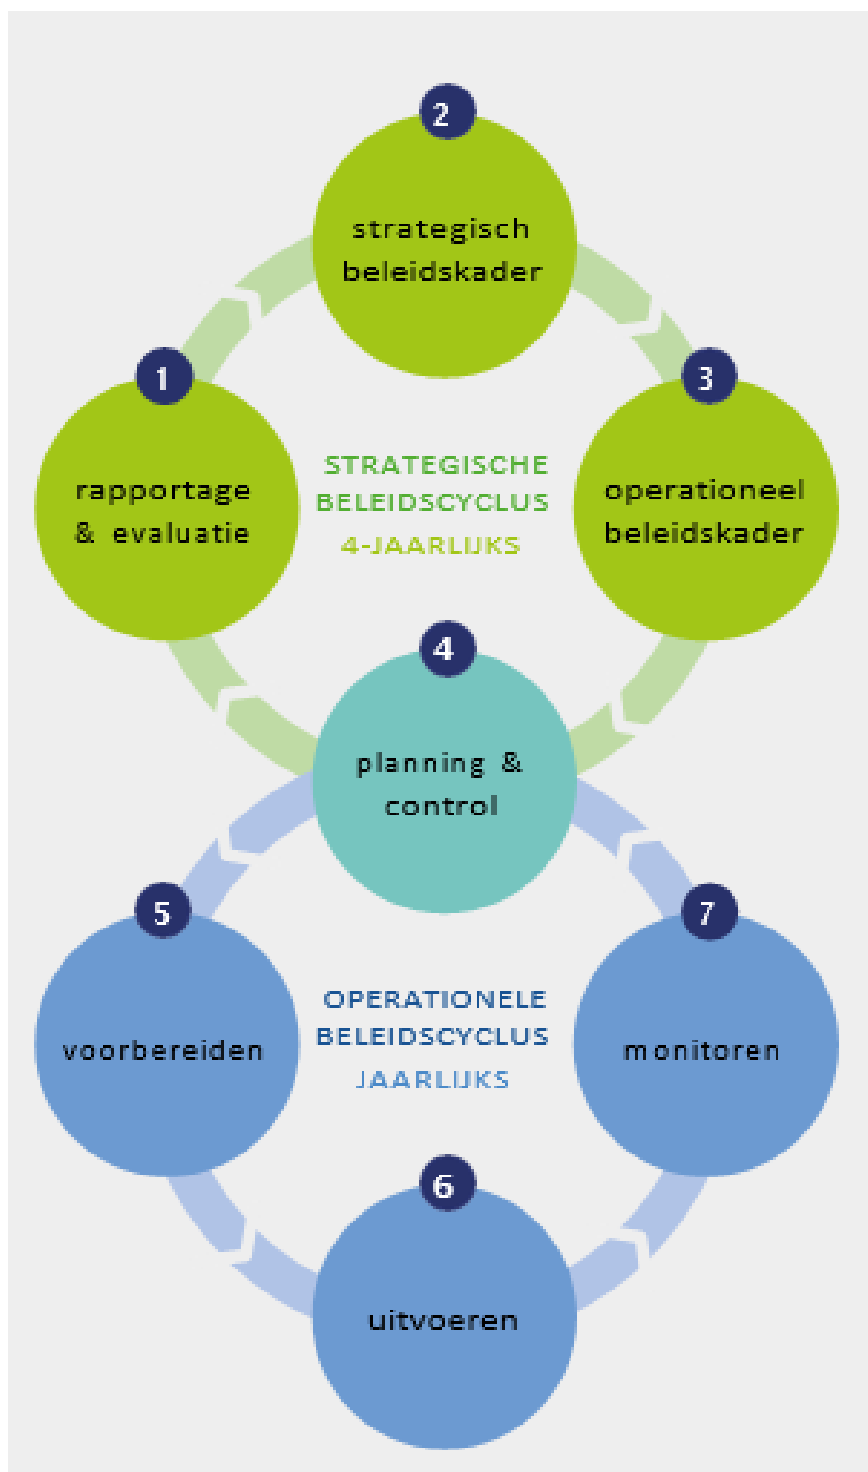 2
strategisch
beleidskader
1
rapportage
& evaluatie
3
operationeel
beleidskader
STRATEGISCHE
BELEIDSCYCLUS
4-JAARLIJKS
4
planning &
control
5
voorbereiden
7
monitoren
OPERATIONELE
BELEIDSCYCLUS
JAARLIJKS
6
uitvoeren